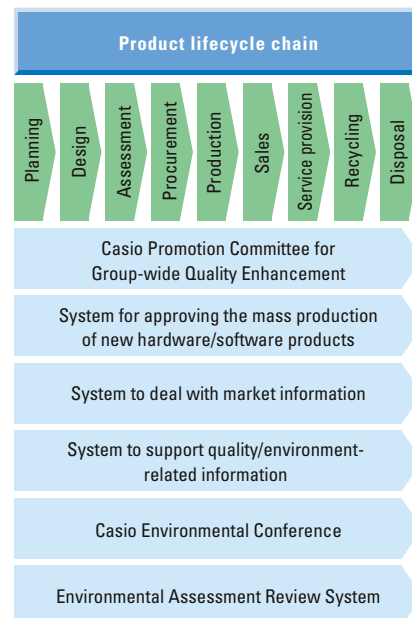 Product lifecycle chain
Planning
Design
Assessment
Procurement
Production
Sales
Service provision
Recycling
Disposal
Casio Promotion Committee for
Group-wide Quality Enhancement
System for approving the mass production
of new hardware/software products
System to deal with market information
System to support quality/environment-
related information
Casio Environmental Conference
Environmental Assessment Review System